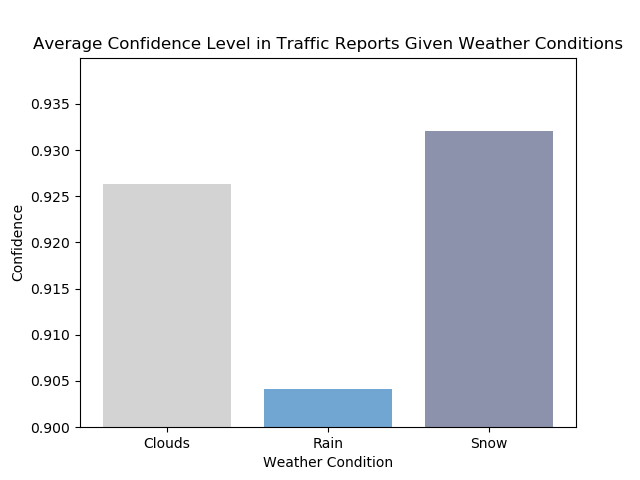 Average Confidence Level in Traffic Reports Given Weather Conditions
0.935
0.930
0.925
0.920
0.915
0.910
0.905
0.900
Confidence
Clouds Rain Snow
Weather Condition